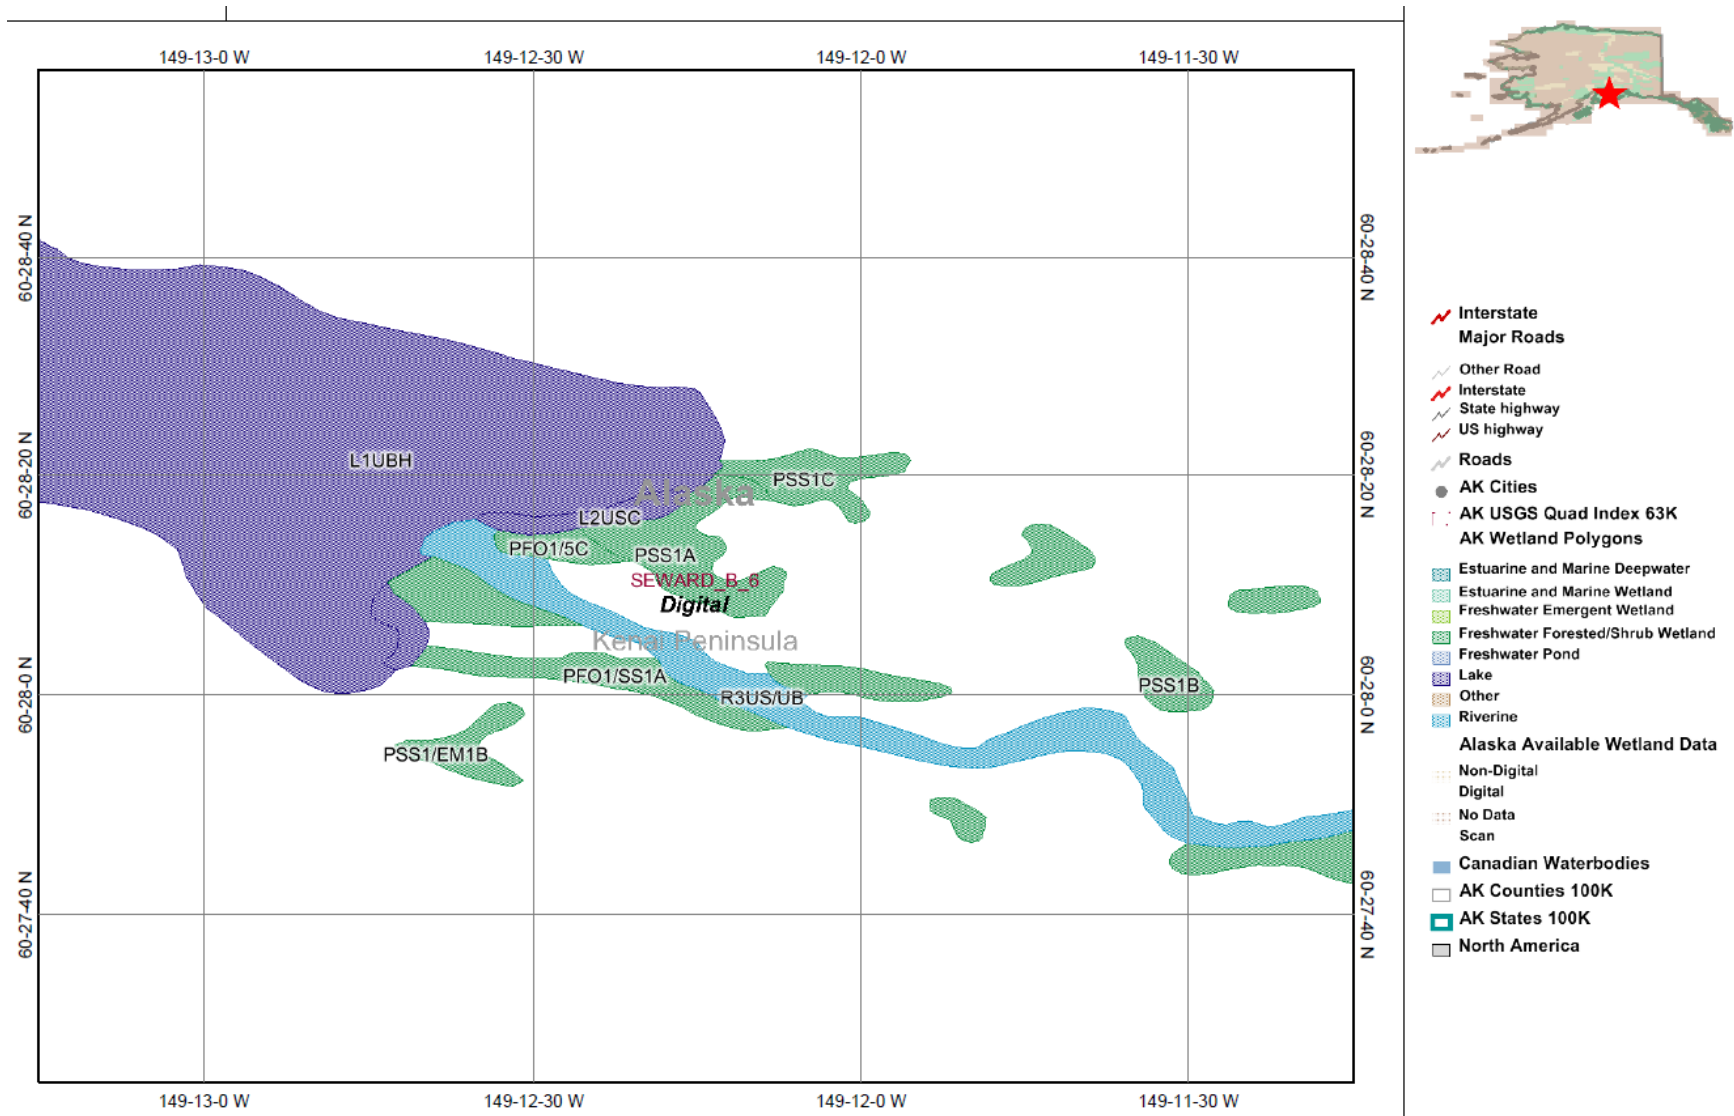 149-13-0 W
149-12-30 W
149-12-0 W
149-11-30 W
60-28-40 N
60-28-40 N
60-28-20 N
60-28-20 N
60-28-0 N
60-28-0 N
60-27-40 N
60-27-40 N
L1UBH
PSS1C
Alaska
L2USC
PFO1/5C
PSS1A
SEWARD_B_6
Digital
Kenai Peninsula
PFO1/SS1A
R3US/UB
PSS1B
PSS1/EM1B
149-13-0 W
149-12-30 W
149-12-0 W
149-11-30 W
Interstate
Major Roads
Other Road
Interstate
State highway
US highway
Roads
AK Cities
AK USGS Quad Index 63K
AK Wetland Polygons
Estuarine and Marine Deepwater
Estuarine and Marine Wetland
Freshwater Emergent Wetland
Freshwater Forested/Shrub Wetland
Freshwater Pond
Lake
Other
Riverine
Alaska Available Wetland Data
Non-Digital
Digital
No Data
Scan
Canadian Waterbodies
AK Counties 100K
AK States 100K
North America